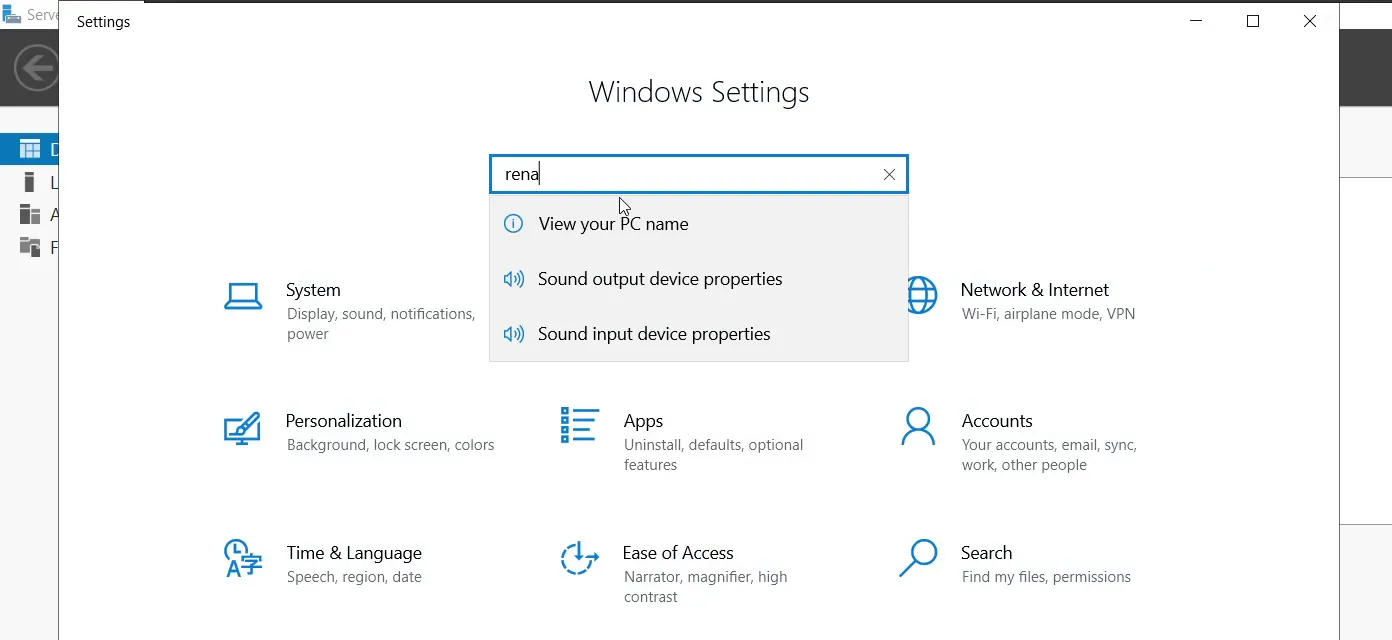 Serve
Settings
Windows Settings
rena
View your PC name
Sound output device properties
Sound input device properties
D
L
A
F
System
Display, sound, notifications,
power
Network & Internet
Wi-Fi, airplane mode, VPN
Personalization
Background, lock screen, colors
Apps
Uninstall, defaults, optional
features
Accounts
Your accounts, email, sync,
work, other people
Time & Language
Speech, region, date
Ease of Access
Narrator, magnifier, high
contrast
Search
Find my files, permissions